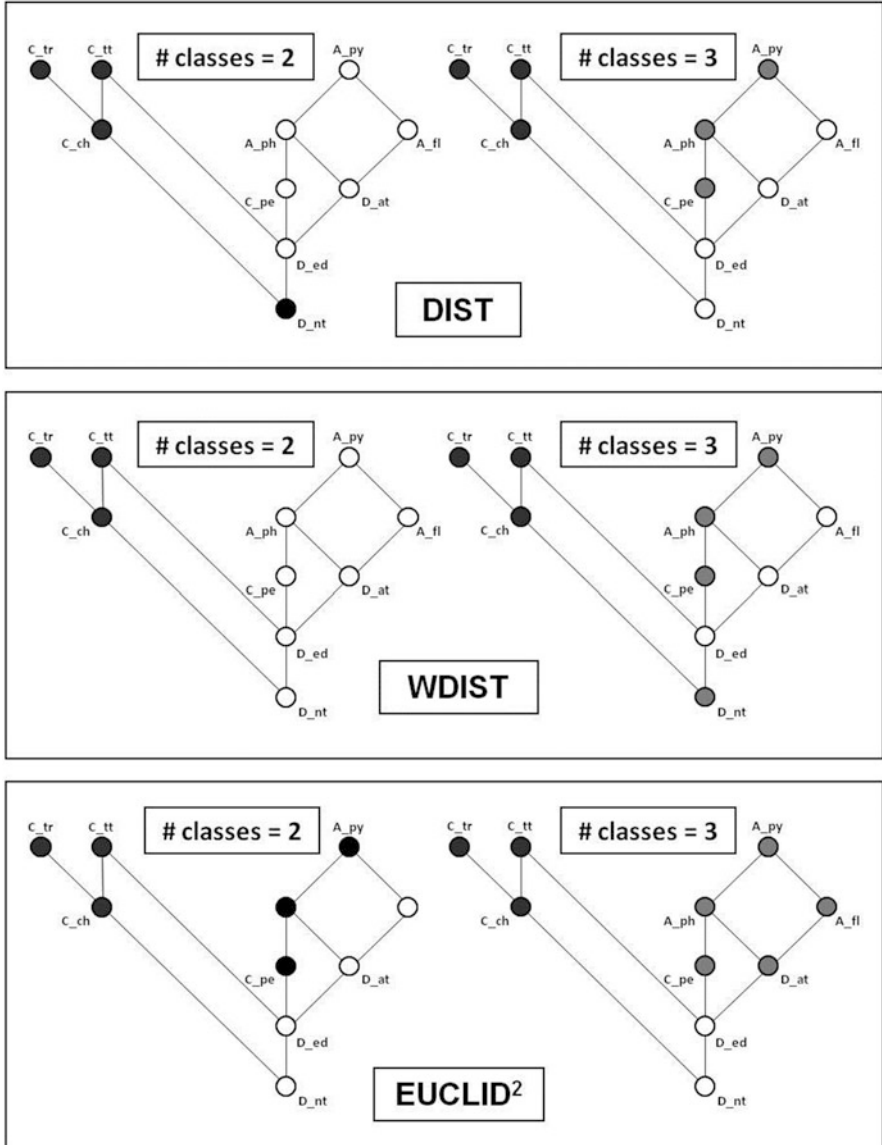 C_tr C_tt # classes = 2 A_py C_tr C_tt # classes = 3 A_py
C_ch A_ph A_fl C_ch A_ph A_fl
C_pe D_at C_pe D_at
D_ed D_ed
D_nt DIST D_nt
C_tr C_tt # classes = 2 A_py C_tr C_tt # classes = 3 A_py
C_ch A_ph A_fl C_ch A_ph A_fl
C_pe D_at C_pe D_at
D_ed D_ed
D_nt WDIST D_nt
C_tr C_tt # classes = 2 A_py C_tr C_tt # classes = 3 A_py
C_ch C_ch A_ph A_fl
C_pe D_at C_pe D_at
D_ed D_ed
D_nt EUCLID² D_nt